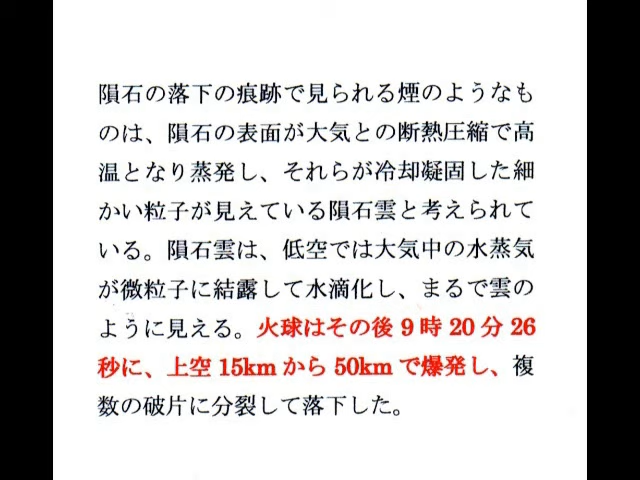 隕石の落下の痕跡で見られる煙のようなも
のは、隕石の表面が大気との断熱圧縮で高
温となり蒸発し、それらが冷却凝固した細
かい粒子が見えている隕石雲と考えられて
いる。隕石雲は、低空では大気中の水蒸気
が微粒子に結露して水滴化し、まるで雲の
ように見える。火球はその後 9 時 20 分 26
秒に、上空 15km から 50km で爆発し、複
数の破片に分裂して落下した。